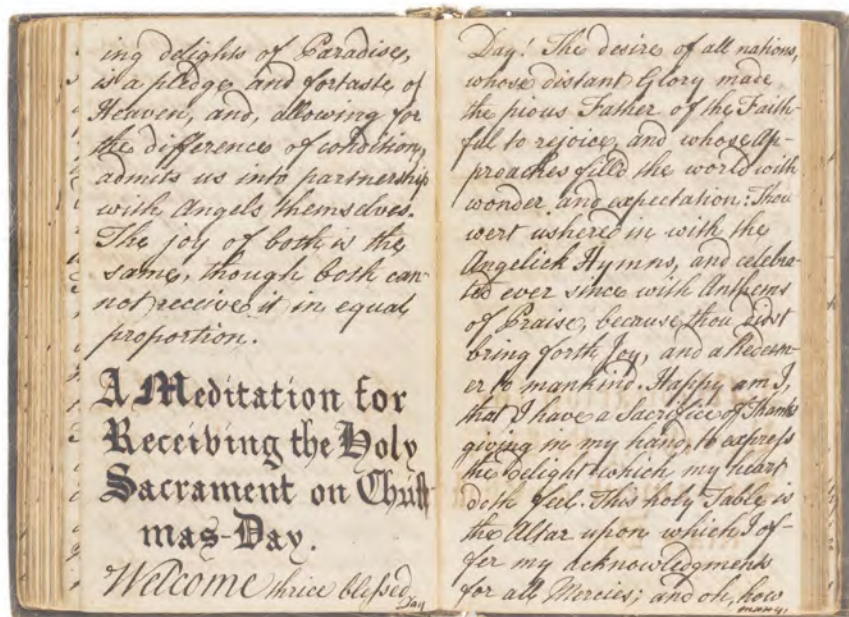 ing delights of Paradise,
is a pledge and fortaste of
Heaven, and, allowing for
the difference of condition,
admits us into partnership
with Angels themselves.
The joy of both is the
same, though both can-
not receive it in equal
proportion.
A Meditation for
Receiving the Holy
Sacrament on Christ-
mas-Day.
Welcome thrice blessed
Day
Day! The desire of all nations,
whose distant Glory made
the pious Father of the Faith-
ful to rejoice, and whose Ap-
proaches filld the world with
wonder and expectation: Thou
wert ushered in with the
Angelick Hymns, and celebra-
ted ever since with Anthems
of Praise, because thou didst
bring forth Joy, and a Redeem-
er to mankind. Happy am I,
that I have a Sacrifice of Thanks
giving in my hand, to express
the delight which my heart
doth feel. This holy Table is
the Altar upon which I of-
fer my acknowledgments
for all Mercies; and oh, how
many